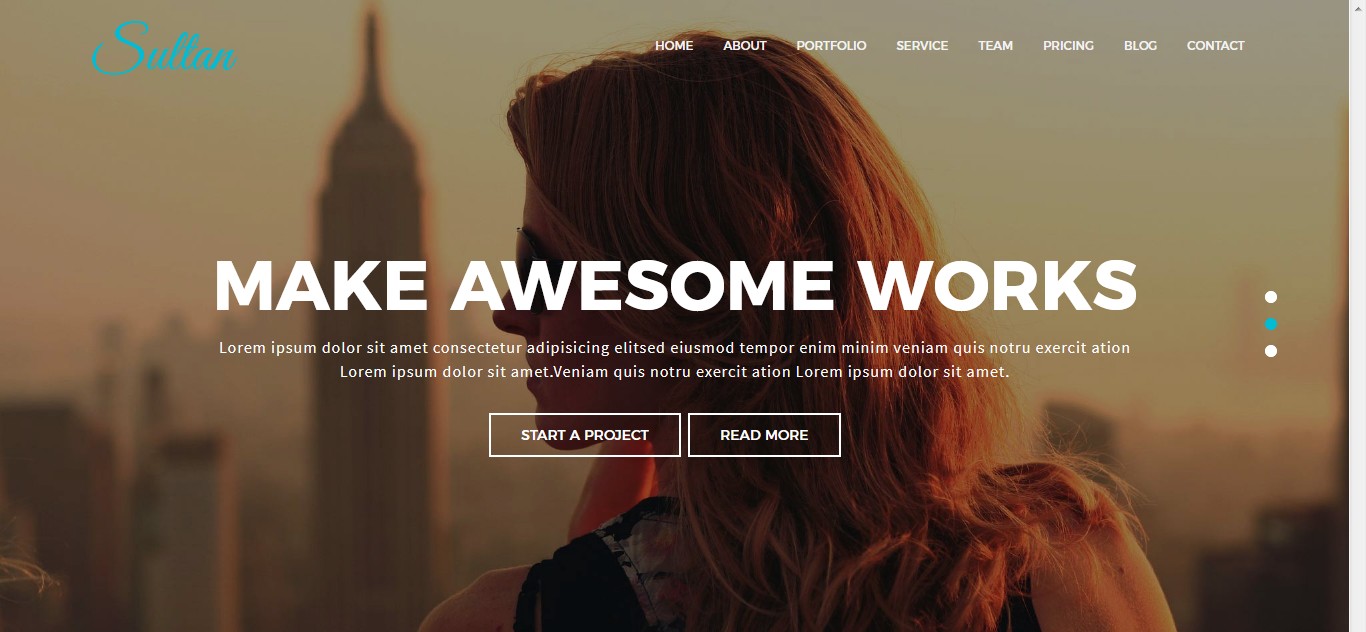 Sultan
HOME ABOUT PORTFOLIO SERVICE TEAM PRICING BLOG CONTACT
MAKE AWESOME WORKS
Lorem ipsum dolor sit amet consectetur adipisicing elitsed eiusmod tempor enim minim veniam quis notru exercit ation
Lorem ipsum dolor sit amet.Veniam quis notru exercit ation Lorem ipsum dolor sit amet.
START A PROJECT READ MORE